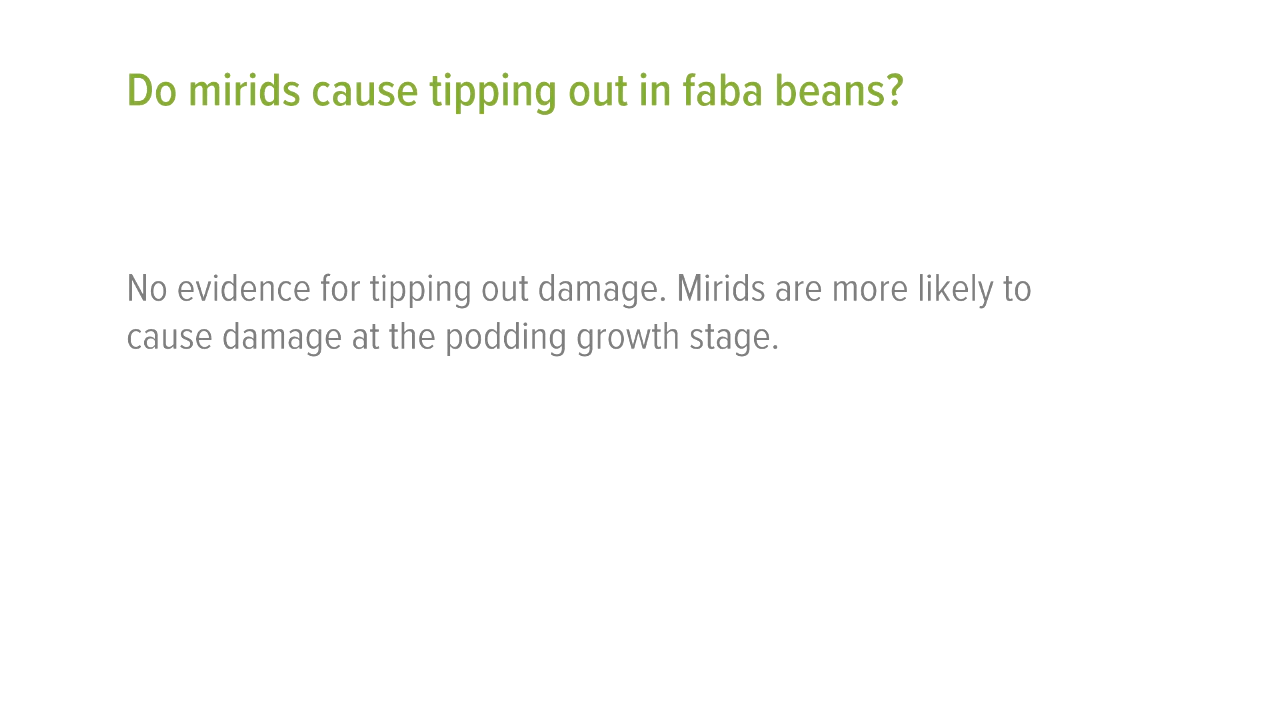 Do mirids cause tipping out in faba beans?
No evidence for tipping out damage. Mirids are more likely to
cause damage at the podding growth stage.